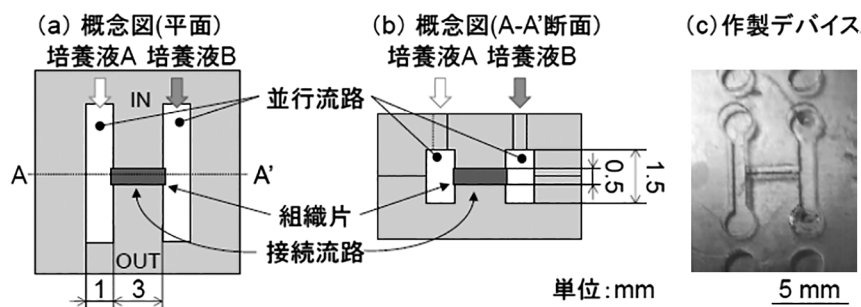 (a) 概念図(平面)
培養液A 培養液B
IN
A
A'
OUT
1
3
並行流路
組織片
接続流路
(b) 概念図(A-A'断面)
培養液A 培養液B
0.5
1.5
単位:mm
(c)作製デバイス
5 mm